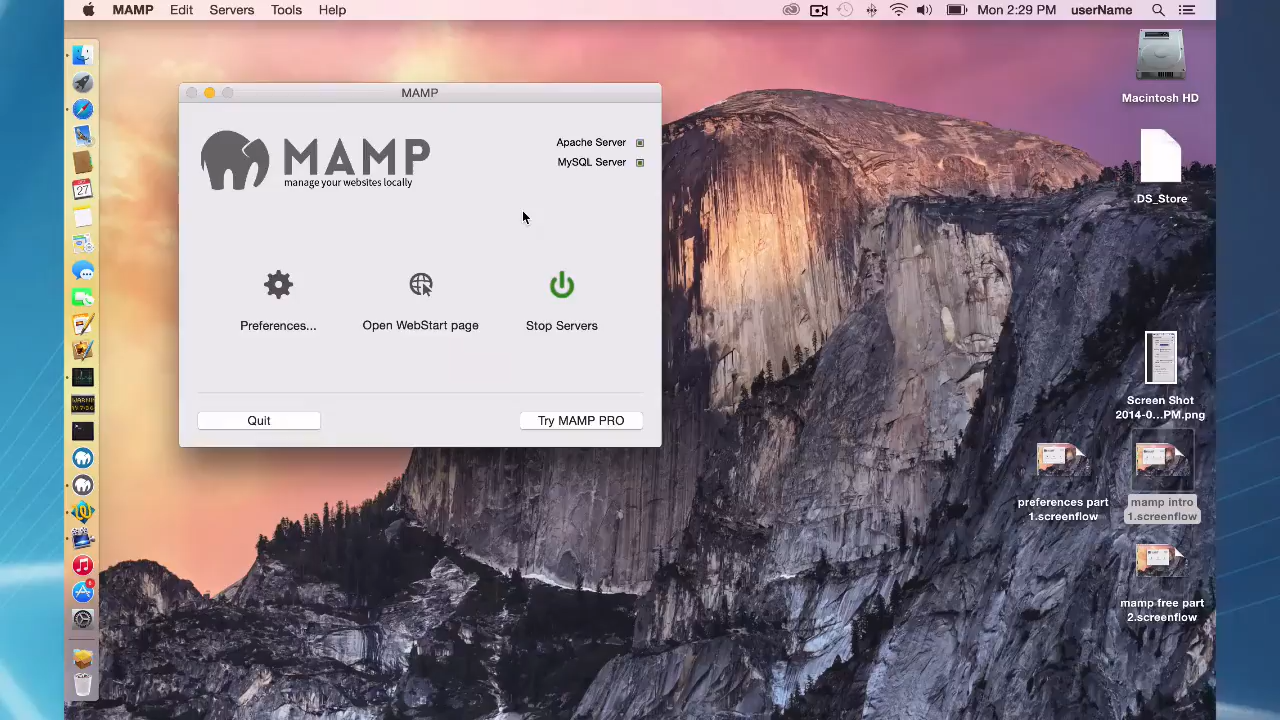 MAMP Edit Servers Tools Help
Mon 2:29 PM userName
MAMP
MAMP
manage your websites locally
Apache Server
MySQL Server
Preferences...
Open WebStart page
Stop Servers
Quit
Try MAMP PRO
Macintosh HD
.DS_Store
Screen Shot
2014-0...PM.png
preferences part
1.screenflow
mamp intro
1.screenflow
mamp free part
2.screenflow
27